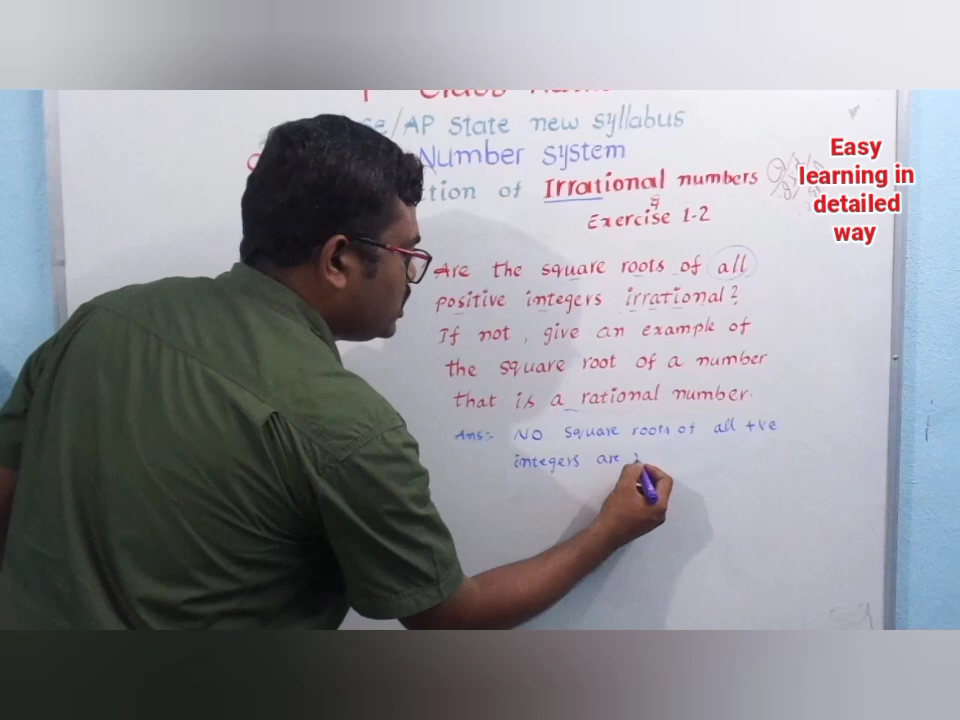 /AP State new syllabus
Number system
of Irrational numbers
Exercise 1-2
Are the square roots of all
positive integers irrational?
If not, give an example of
the square root of a number
that is a rational number.
Ans:- NO square roots of all +ve
integers are
Easy
learning in
detailed
way